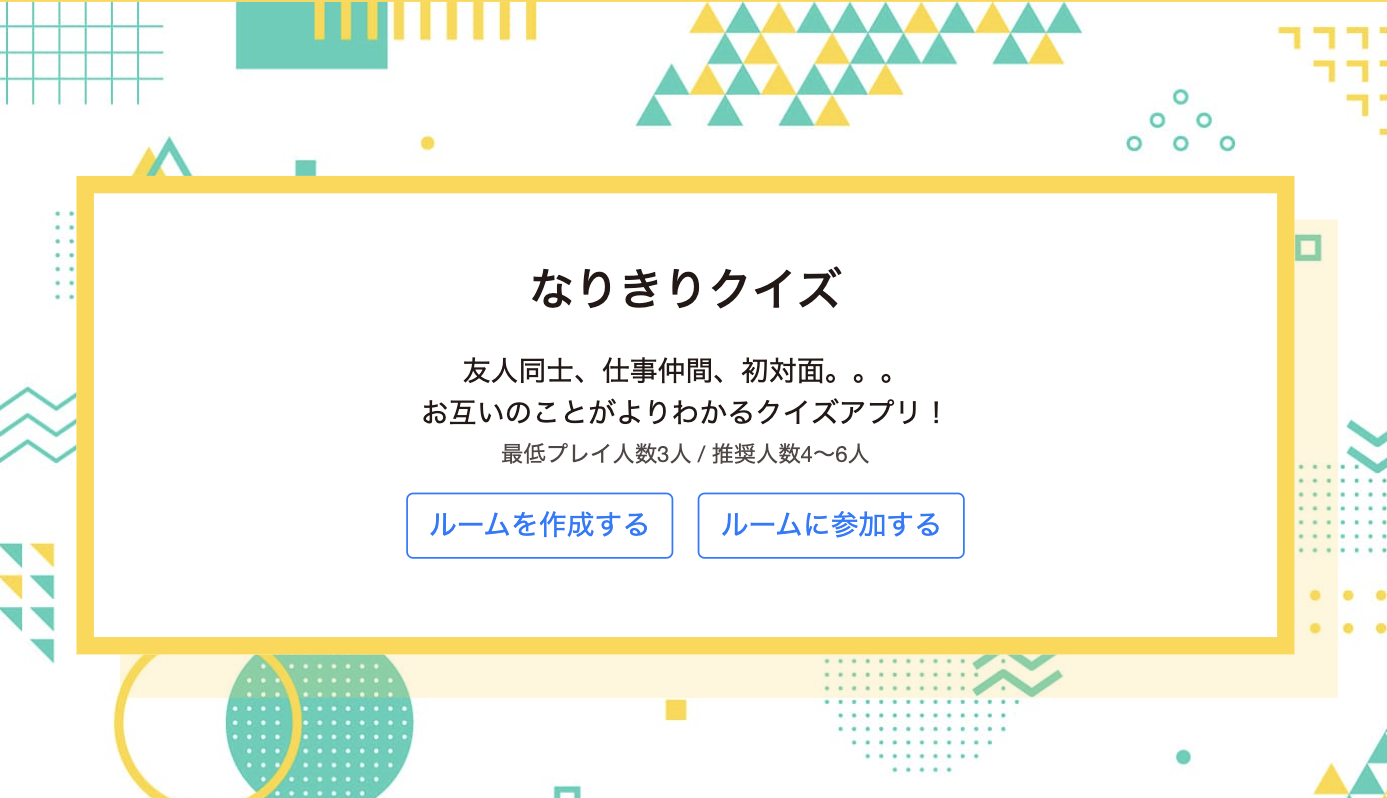 なりきりクイズ
友人同士、仕事仲間、初対面。。。
お互いのことがよりわかるクイズアプリ！
最低プレイ人数3人 / 推奨人数4〜6人
ルームを作成する
ルームに参加する